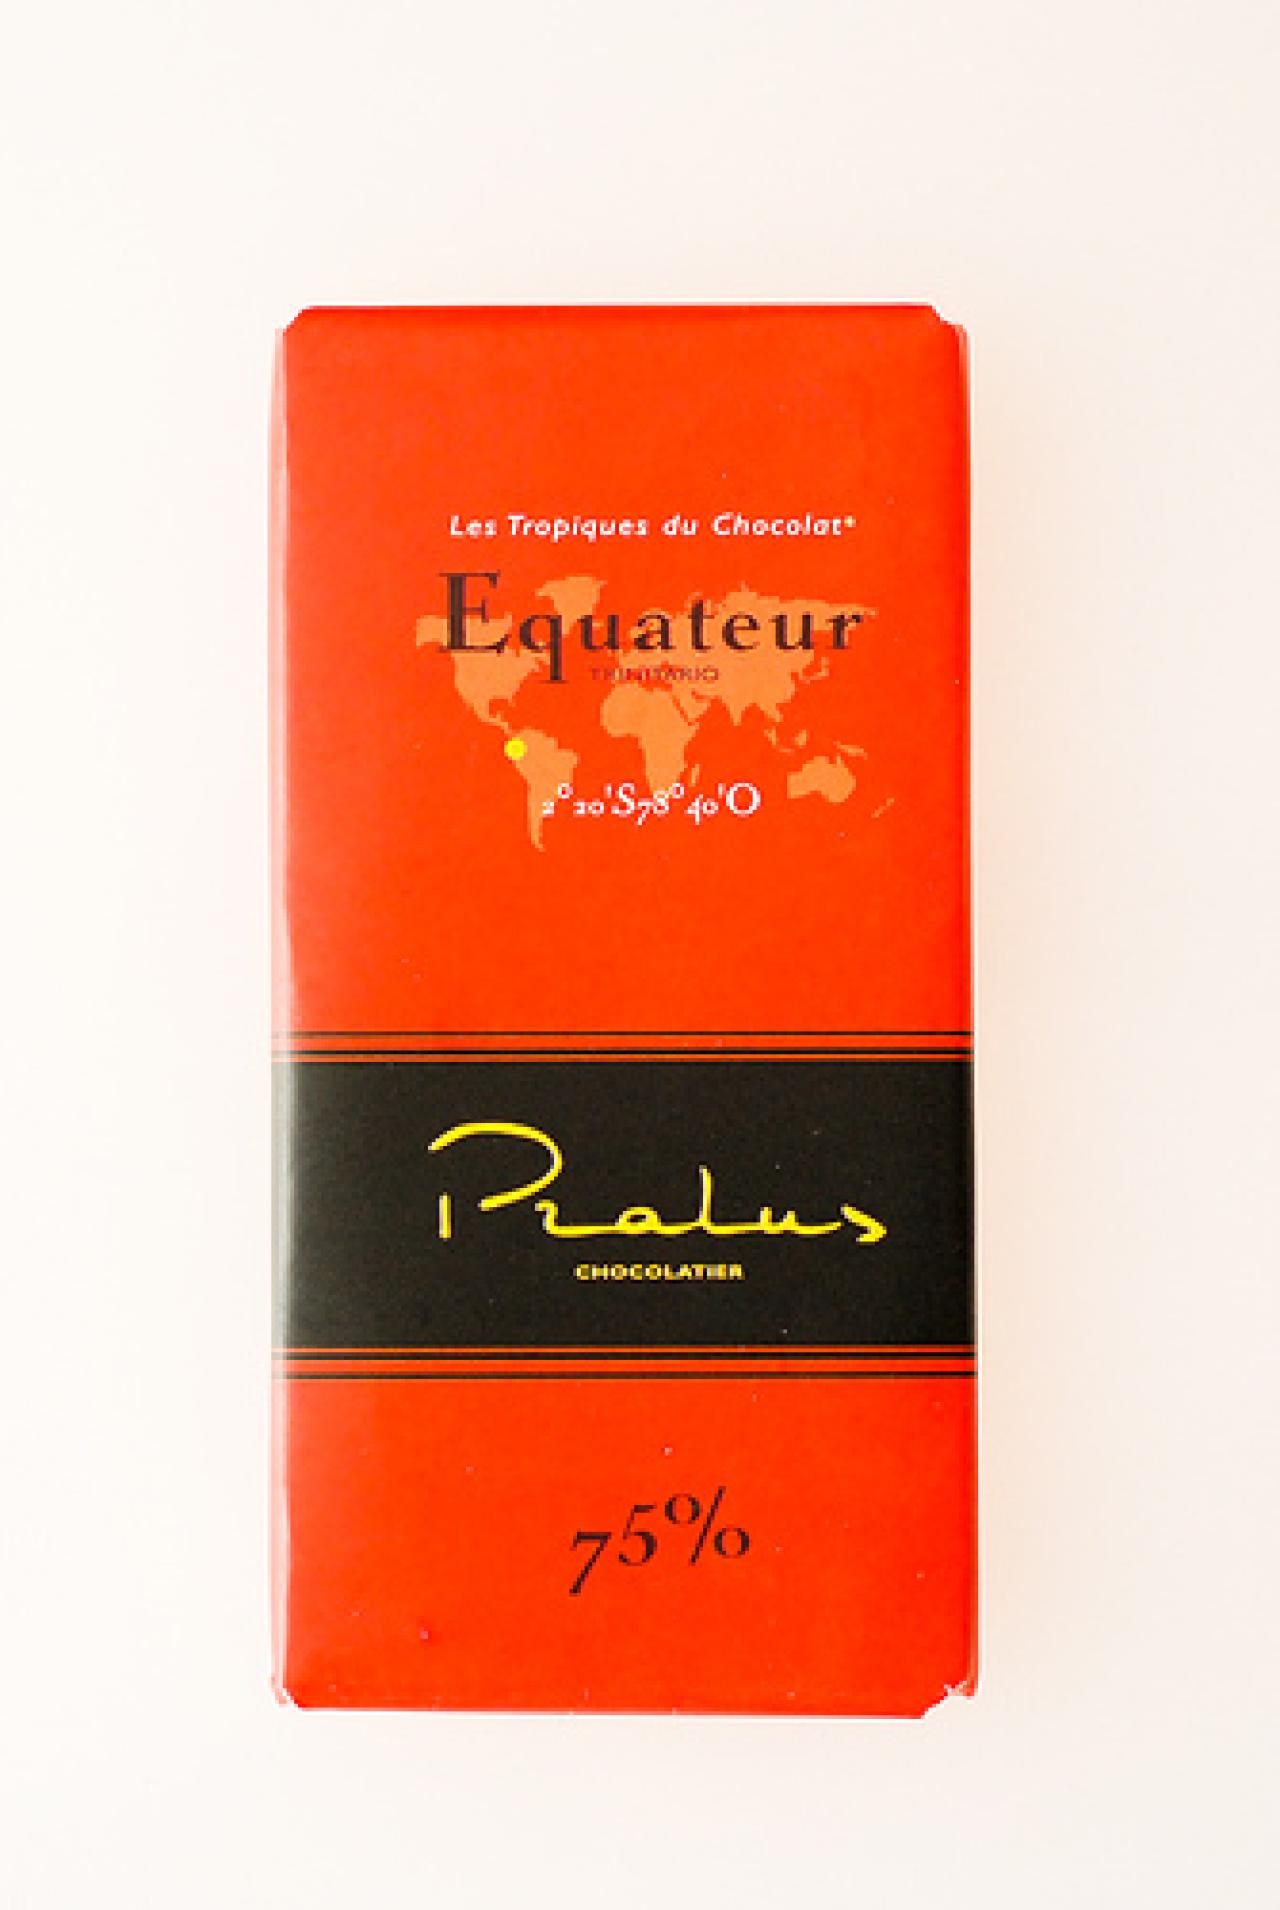 Les Tropiques du Chocolat*
Equateur
TRINITARIO
2°20'S78°40'O
Pralus
CHOCOLATIER
75%